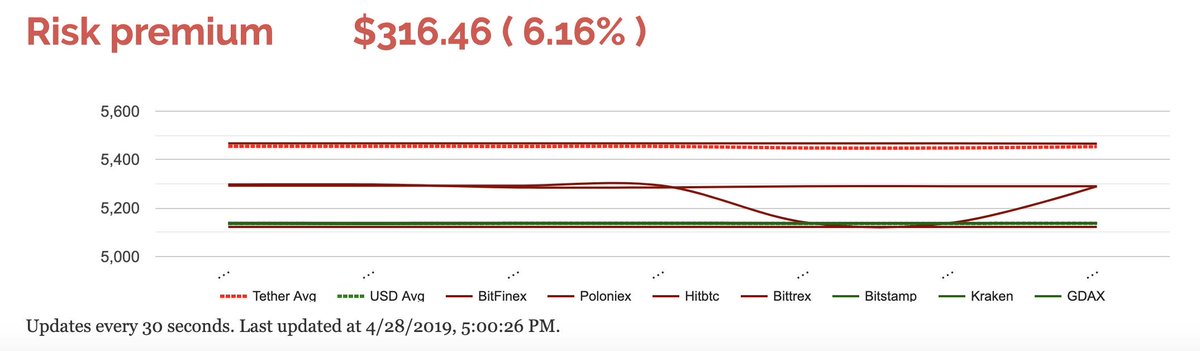 Risk premium $316.46 ( 6.16% )
5,600
5,400
5,200
5,000
... ... ... ... ... ... ...
Tether Avg USD Avg BitFinex Poloniex Hitbtc Bittrex Bitstamp Kraken GDAX
Updates every 30 seconds. Last updated at 4/28/2019, 5:00:26 PM.